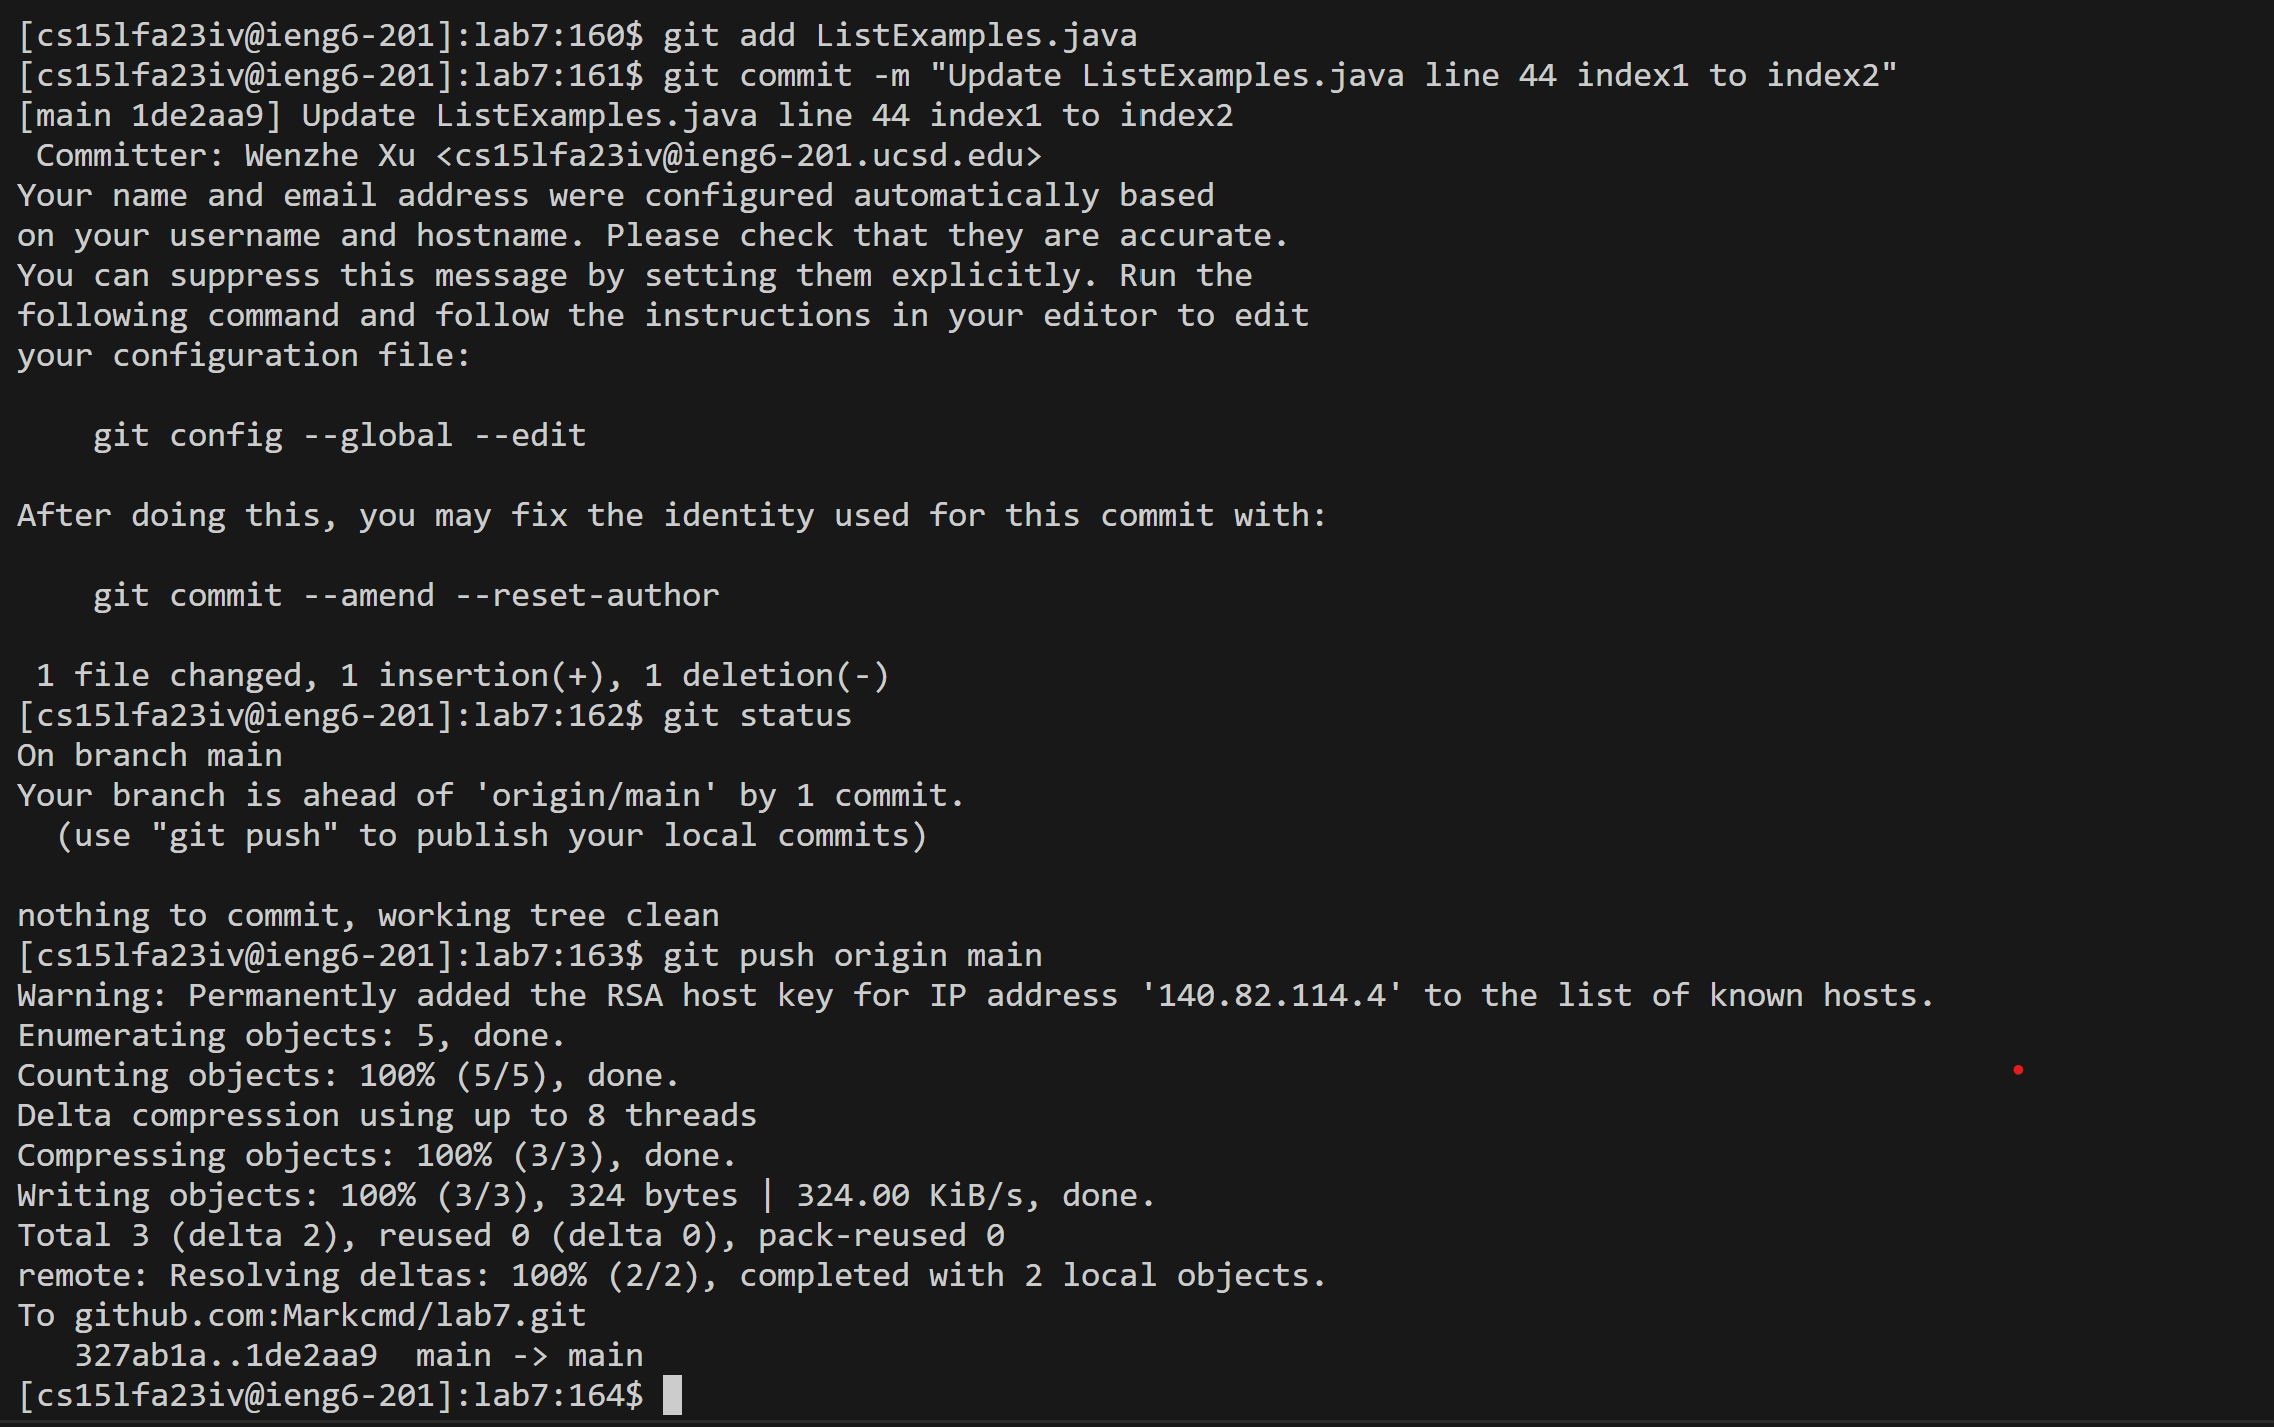 [cs15lfa23iv@ieng6-201]:lab7:160$ git add ListExamples.java
[cs15lfa23iv@ieng6-201]:lab7:161$ git commit -m "Update ListExamples.java line 44 index1 to index2"
[main 1de2aa9] Update ListExamples.java line 44 index1 to index2
 Committer: Wenzhe Xu <cs15lfa23iv@ieng6-201.ucsd.edu>
Your name and email address were configured automatically based
on your username and hostname. Please check that they are accurate.
You can suppress this message by setting them explicitly. Run the
following command and follow the instructions in your editor to edit
your configuration file:

    git config --global --edit

After doing this, you may fix the identity used for this commit with:

    git commit --amend --reset-author

 1 file changed, 1 insertion(+), 1 deletion(-)
[cs15lfa23iv@ieng6-201]:lab7:162$ git status
On branch main
Your branch is ahead of 'origin/main' by 1 commit.
  (use "git push" to publish your local commits)

nothing to commit, working tree clean
[cs15lfa23iv@ieng6-201]:lab7:163$ git push origin main
Warning: Permanently added the RSA host key for IP address '140.82.114.4' to the list of known hosts.
Enumerating objects: 5, done.
Counting objects: 100% (5/5), done.
Delta compression using up to 8 threads
Compressing objects: 100% (3/3), done.
Writing objects: 100% (3/3), 324 bytes | 324.00 KiB/s, done.
Total 3 (delta 2), reused 0 (delta 0), pack-reused 0
remote: Resolving deltas: 100% (2/2), completed with 2 local objects.
To github.com:Markcmd/lab7.git
   327ab1a..1de2aa9  main -> main
[cs15lfa23iv@ieng6-201]:lab7:164$